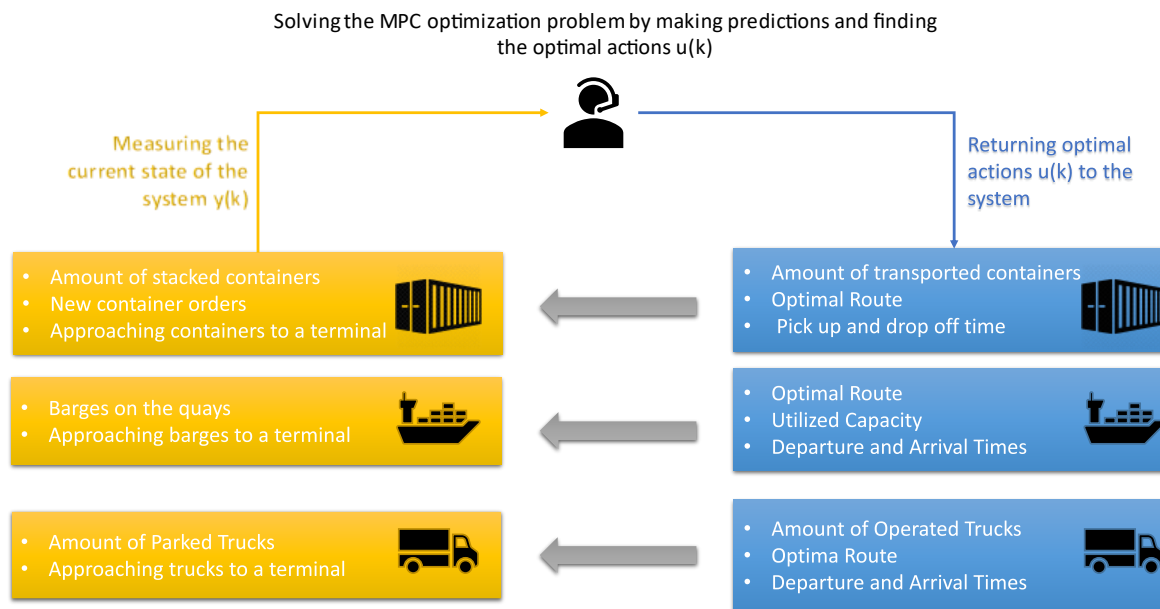 Solving the MPC optimization problem by making predictions and finding
the optimal actions u(k)
Measuring the
current state of the
system y(k)
Returning optimal
actions u(k) to the
system
• Amount of stacked containers
• New container orders
• Approaching containers to a terminal
• Amount of transported containers
• Optimal Route
• Pick up and drop off time
• Barges on the quays
• Approaching barges to a terminal
• Optimal Route
• Utilized Capacity
• Departure and Arrival Times
• Amount of Parked Trucks
• Approaching trucks to a terminal
• Amount of Operated Trucks
• Optima Route
• Departure and Arrival Times